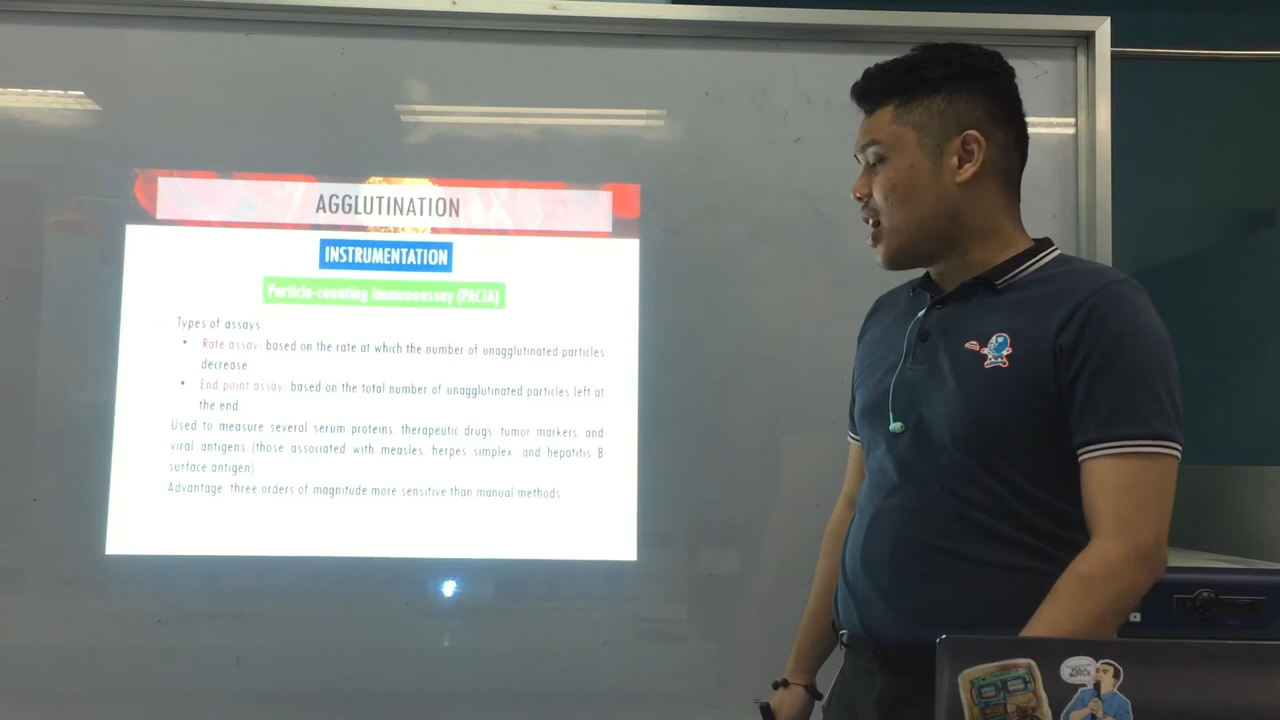 AGGLUTINATION
INSTRUMENTATION
Particle-counting Immunoassay (PACIA)
Types of assays:
• Rate assay: based on the rate at which the number of unagglutinated particles
decrease
• End point assay: based on the total number of unagglutinated particles left at
the end
Used to measure several serum proteins, therapeutic drugs, tumor markers, and
viral antigens (those associated with measles, herpes simplex, and hepatitis B
surface antigen)
Advantage: three orders of magnitude more sensitive than manual methods